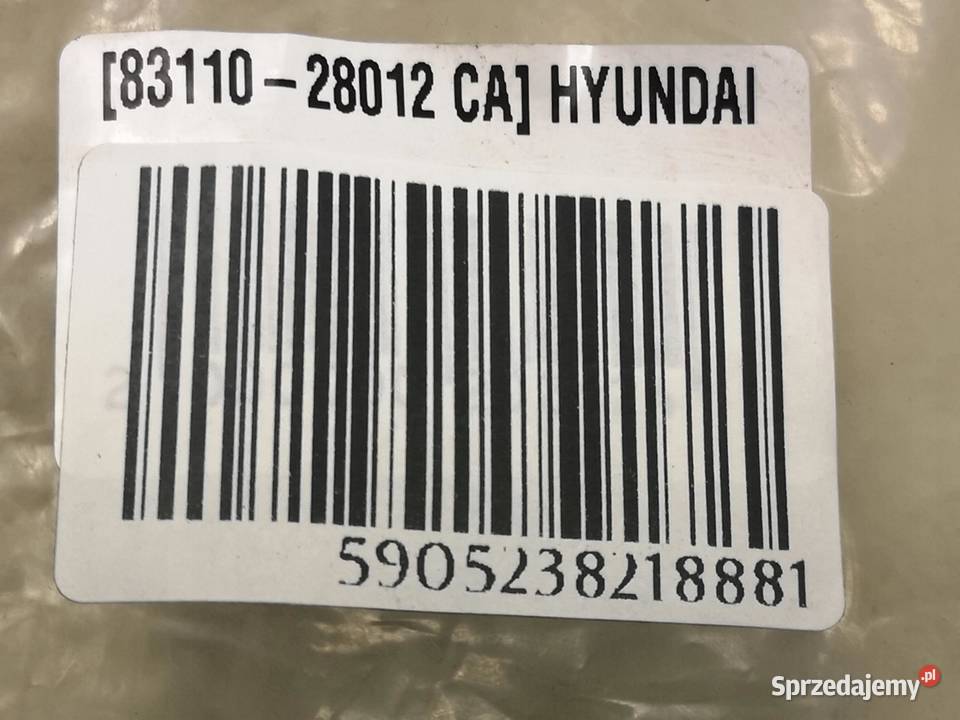 [83110-28012 CA] HYUNDAI
5905238218881
Sprzedajemy.pl